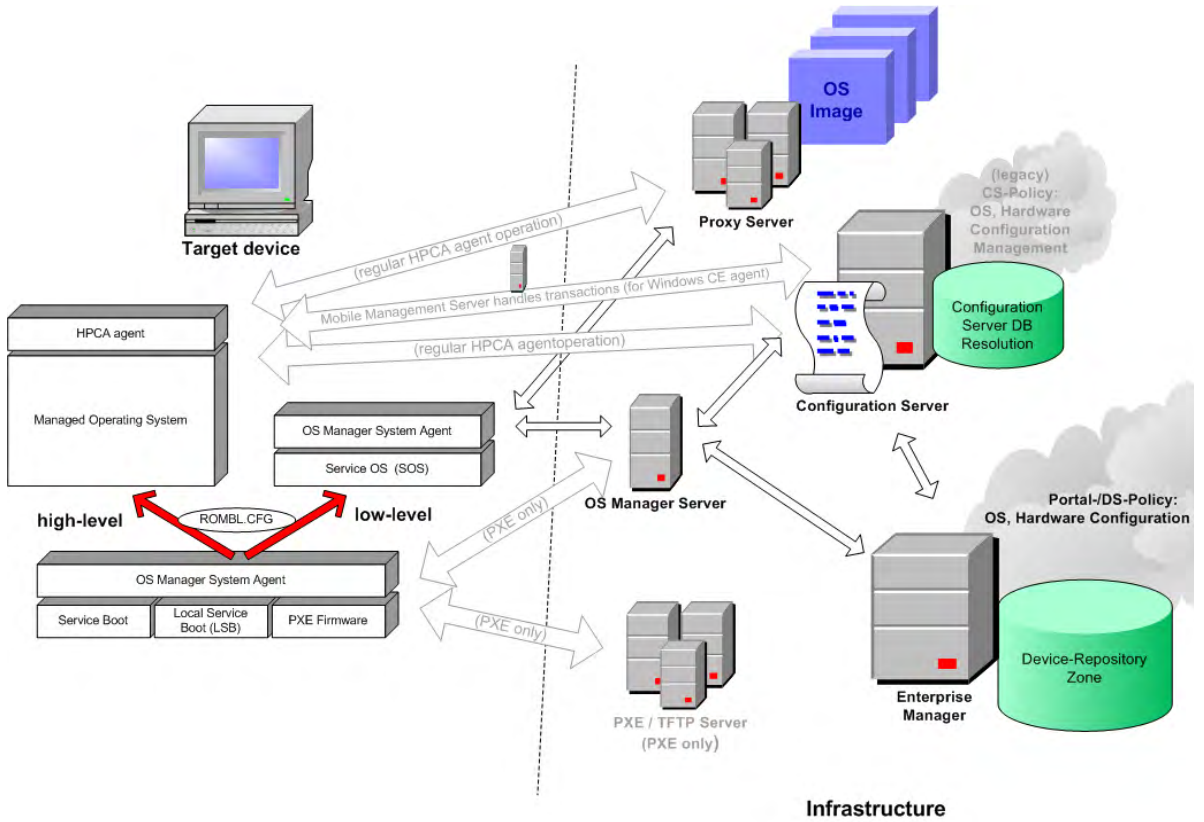 OS
Image
(legacy)
CS-Policy:
OS, Hardware
Configuration
Management
Proxy Server
Target device
(regular HPCA agent operation)
Mobile Management Server handles transactions (for Windows CE agent)
(regular HPCA agentoperation)
Configuration
Server DB
Resolution
Configuration Server
HPCA agent
Managed Operating System
OS Manager System Agent
Service OS (SOS)
OS Manager Server
high-level
ROMBL.CFG
low-level
(PXE only)
Portal-/DS-Policy:
OS, Hardware Configuration
OS Manager System Agent
Service Boot
Local Service
Boot (LSB)
PXE Firmware
(PXE only)
Device-Repository
Zone
Enterprise
Manager
PXE / TFTP Server
(PXE only)
Infrastructure